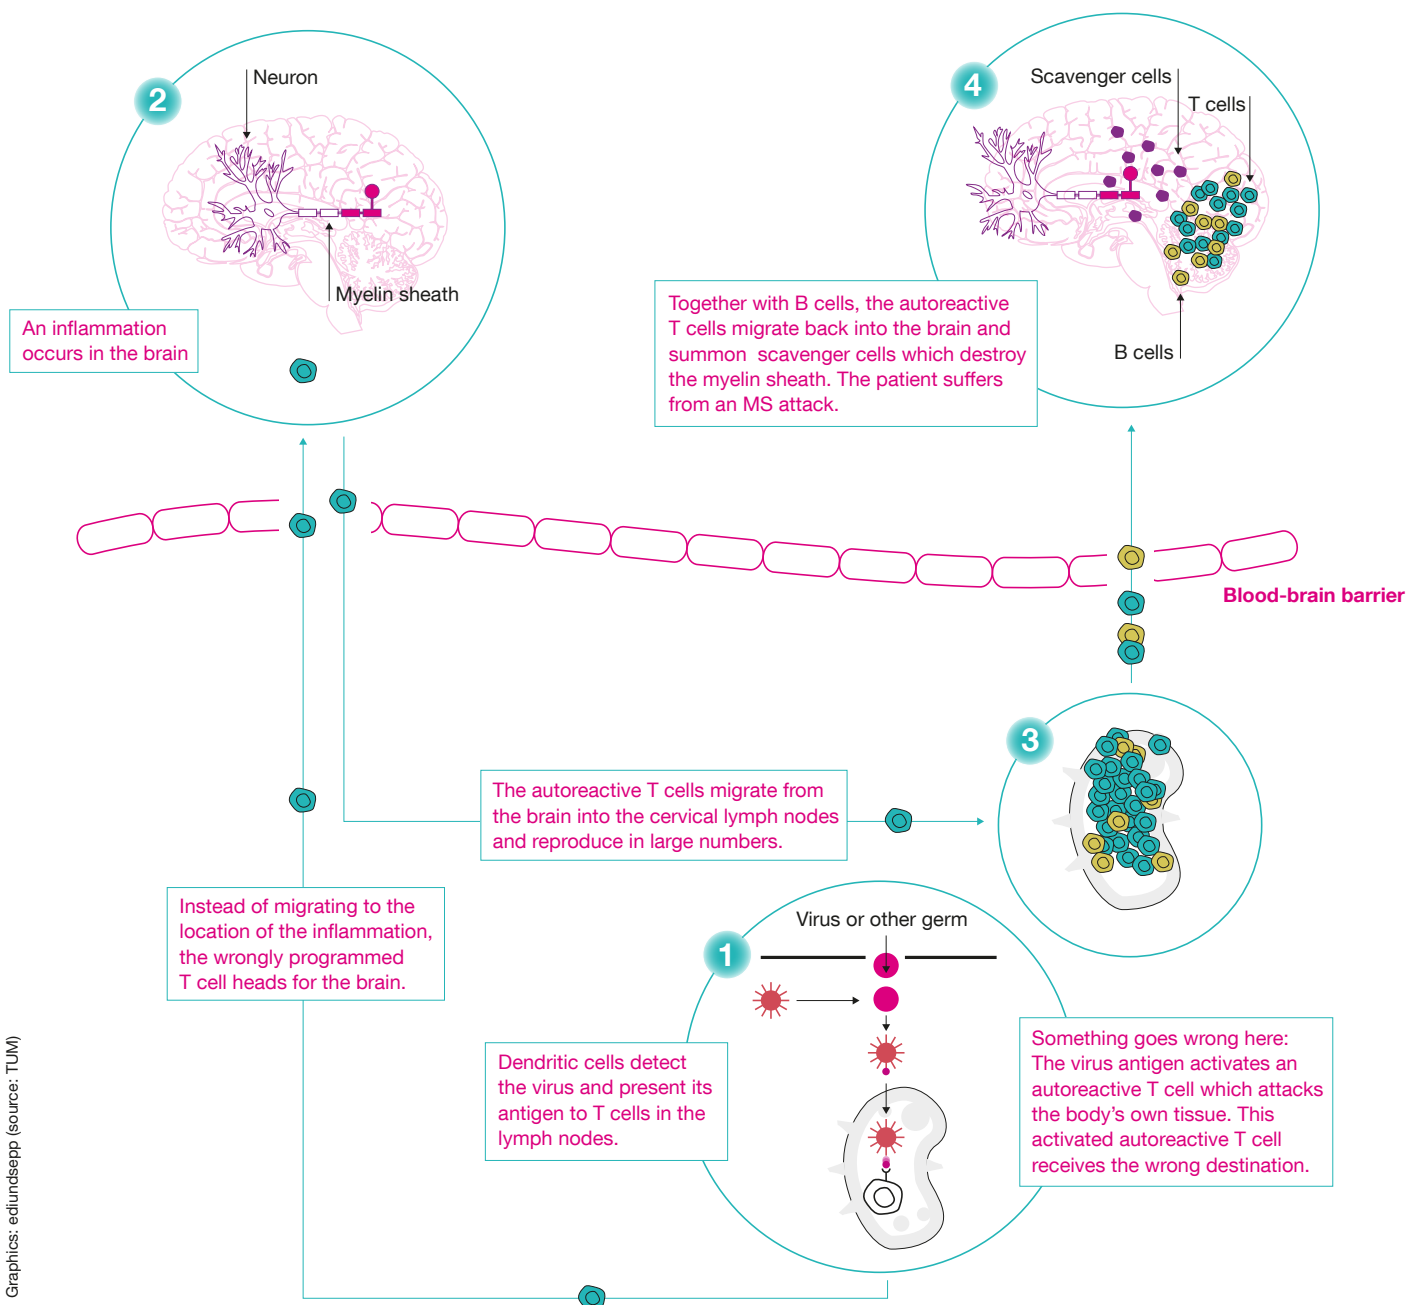 2
Neuron
Myelin sheath
An inflammation
occurs in the brain
4
Scavenger cells
T cells
B cells
Together with B cells, the autoreactive
T cells migrate back into the brain and
summon scavenger cells which destroy
the myelin sheath. The patient suffers
from an MS attack.
Blood-brain barrier
3
The autoreactive T cells migrate from
the brain into the cervical lymph nodes
and reproduce in large numbers.
Instead of migrating to the
location of the inflammation,
the wrongly programmed
T cell heads for the brain.
1
Virus or other germ
Dendritic cells detect
the virus and present its
antigen to T cells in the
lymph nodes.
Something goes wrong here:
The virus antigen activates an
autoreactive T cell which attacks
the body's own tissue. This
activated autoreactive T cell
receives the wrong destination.
Graphics: ediundsepp (source: TUM)